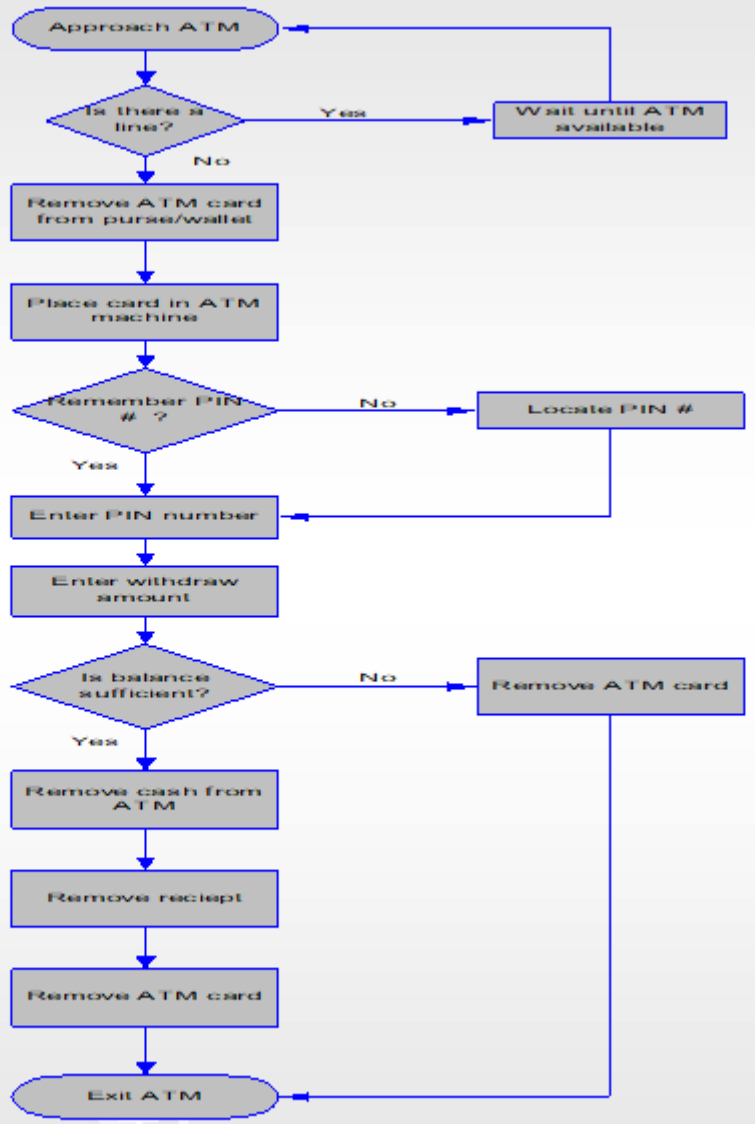 Approach ATM
Is there a
line?
Yes
Wait until ATM
available
No
Remove ATM card
from purse/wallet
Place card in ATM
machine
Remember PIN
# ?
No
Locate PIN #
Yes
Enter PIN number
Enter withdraw
amount
Is balance
sufficient?
No
Remove ATM card
Yes
Remove cash from
ATM
Remove reciept
Remove ATM card
Exit ATM